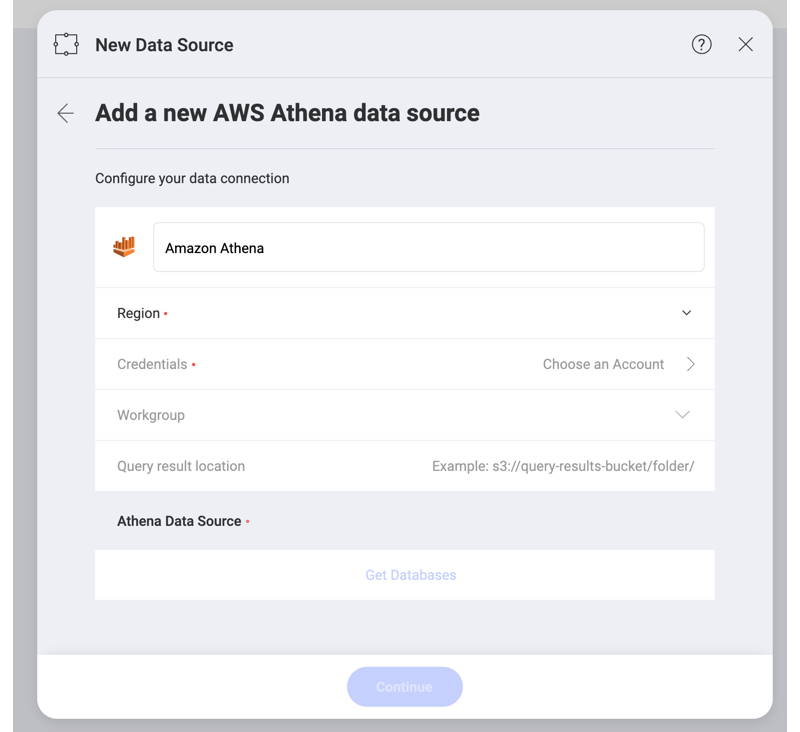 New Data Source
?
Add a new AWS Athena data source
Configure your data connection
Amazon Athena
Region •
Credentials • Choose an Account
Workgroup
Query result location Example: s3://query-results-bucket/folder/
Athena Data Source •
Get Databases
Continue